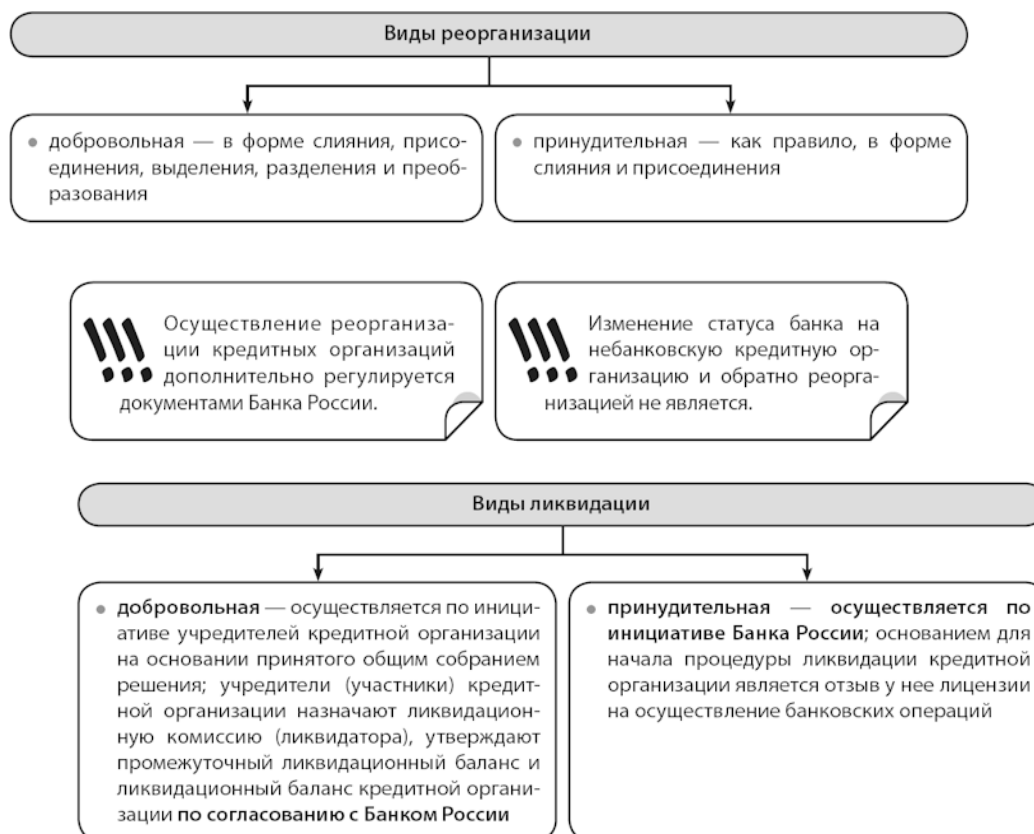 Виды реорганизации
• добровольная — в форме слияния, присо-
единения, выделения, разделения и преоб-
разования
• принудительная — как правило, в форме
слияния и присоединения
!!! Осуществление реорганиза-
ции кредитных организаций
дополнительно регулируется
документами Банка России.
!!! Изменение статуса банка на
небанковскую кредитную ор-
ганизацию и обратно реорга-
низацией не является.
Виды ликвидации
• добровольная — осуществляется по иници-
ативе учредителей кредитной организации
на основании принятого общим собранием
решения; учредители (участники) кредит-
ной организации назначают ликвидацион-
ную комиссию (ликвидатора), утверждают
промежуточный ликвидационный баланс и
ликвидационный баланс кредитной органи-
зации по согласованию с Банком России
• принудительная — осуществляется по
инициативе Банка России; основанием для
начала процедуры ликвидации кредитной
организации является отзыв у нее лицензии
на осуществление банковских операций